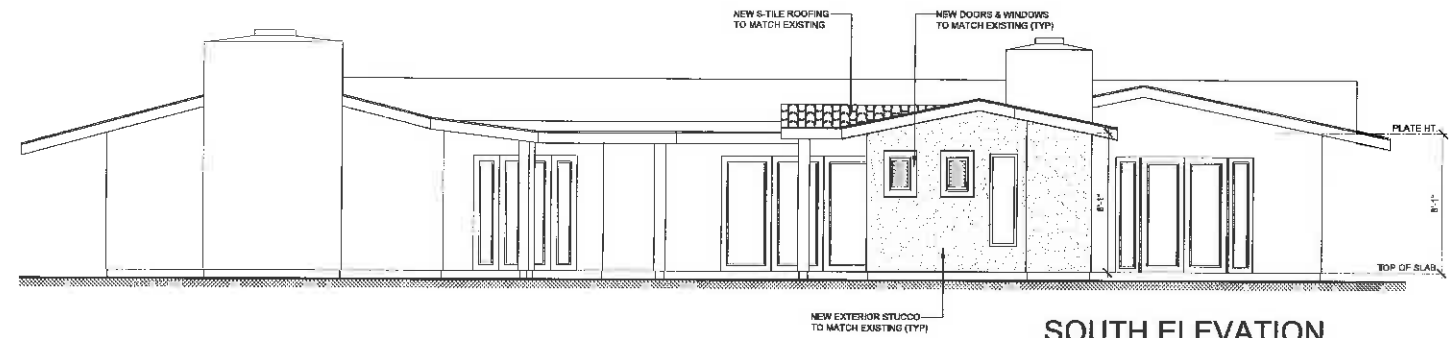 NEW S-TILE ROOFING
TO MATCH EXISTING
NEW DOORS & WINDOWS
TO MATCH EXISTING (TYP)
PLATE HT.
8'-1"
8'-1"
TOP OF SLAB
NEW EXTERIOR STUCCO
TO MATCH EXISTING (TYP)
SOUTH ELEVATION